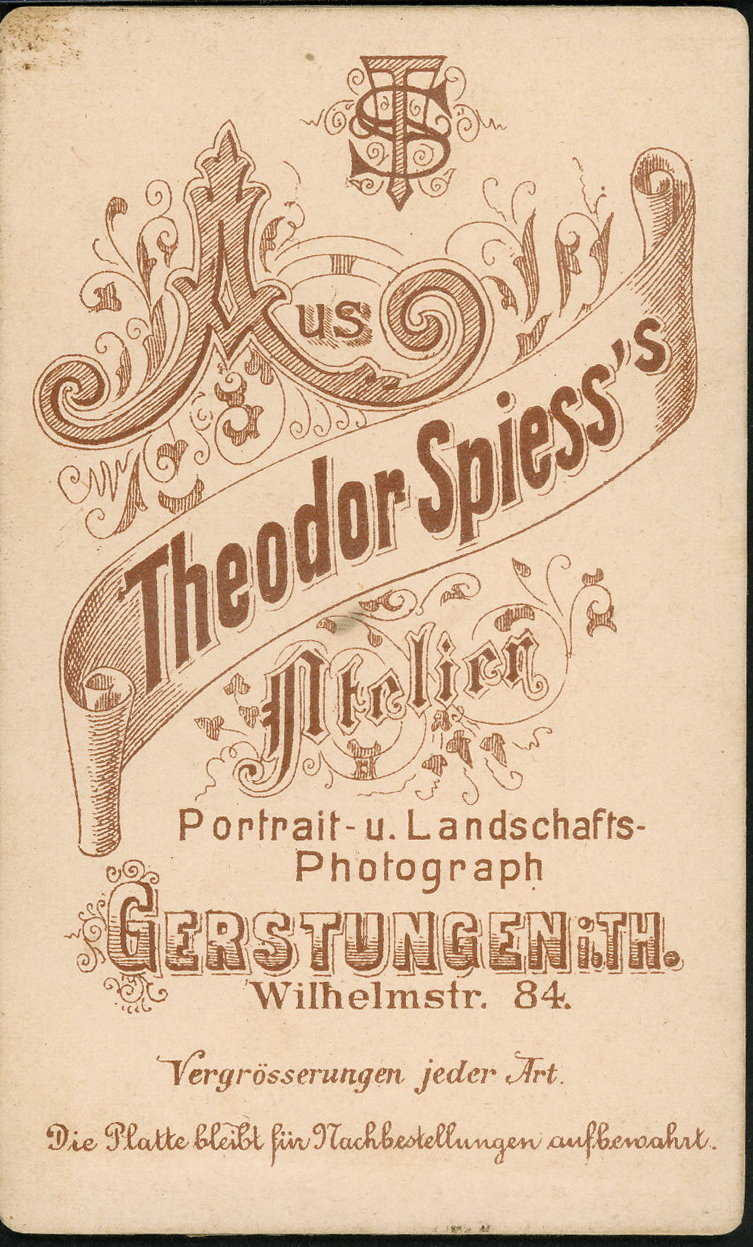 TS
Aus
Theodor Spiess's
Atelier
Portrait- u. Landschafts-
Photograph
GERSTUNGEN i. TH.
Wilhelmstr. 84.
Vergrösserungen jeder Art.
Die Platte bleibt für Nachbestellungen aufbewahrt.